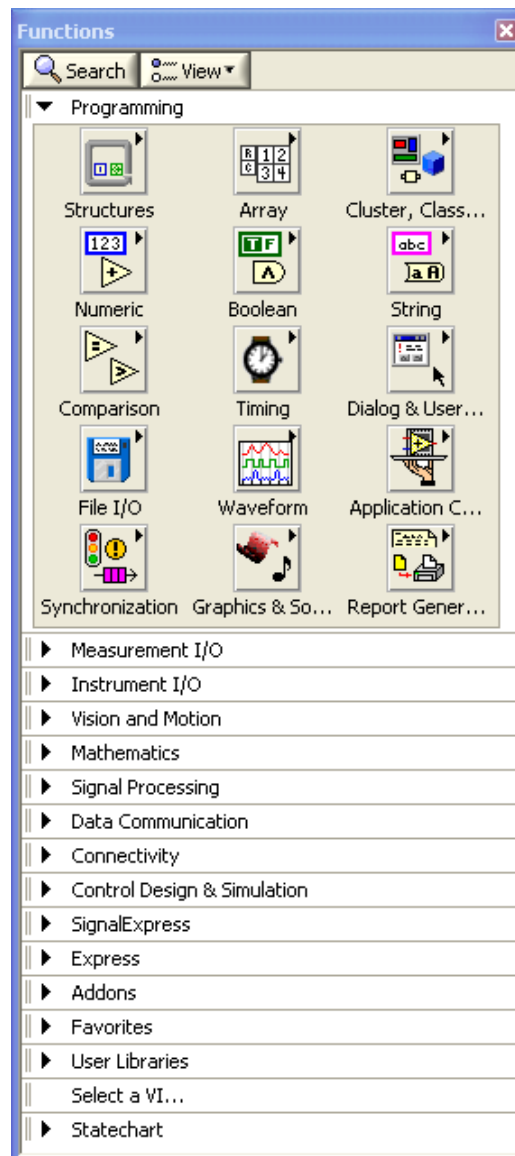 Functions
Search View
Programming
Structures Array Cluster, Class...
Numeric Boolean String
Comparison Timing Dialog & User...
File I/O Waveform Application C...
Synchronization Graphics & So... Report Gener...
Measurement I/O
Instrument I/O
Vision and Motion
Mathematics
Signal Processing
Data Communication
Connectivity
Control Design & Simulation
SignalExpress
Express
Addons
Favorites
User Libraries
Select a VI...
Statechart